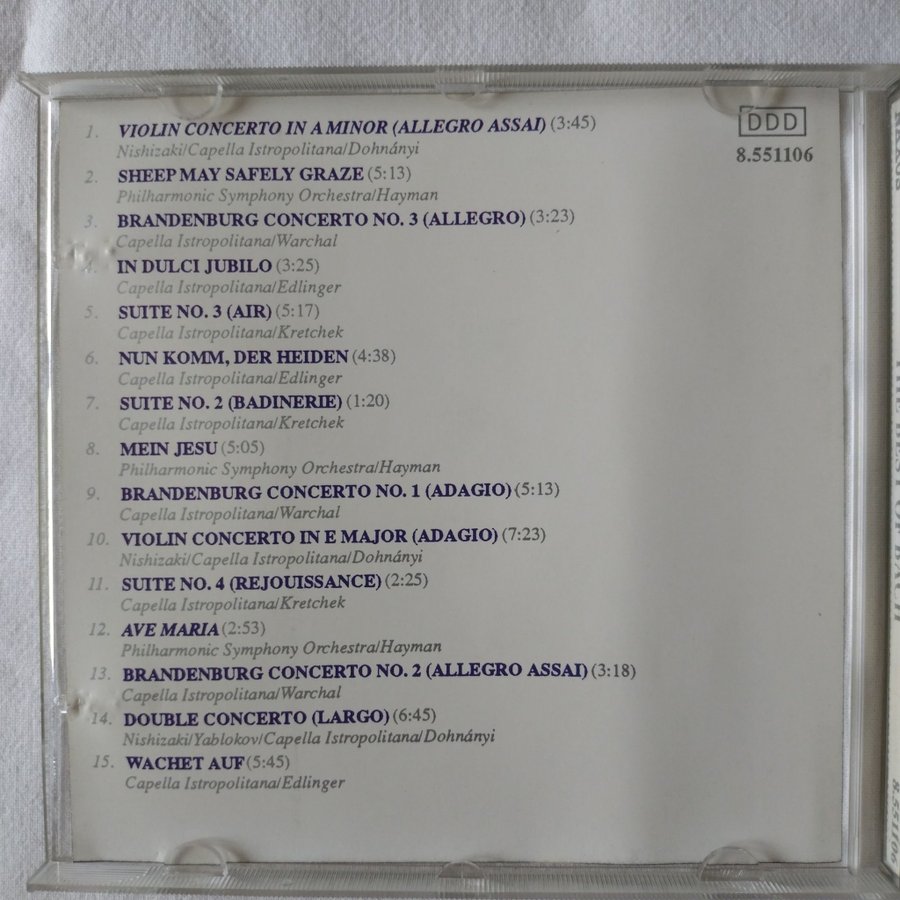 1. VIOLIN CONCERTO IN A MINOR (ALLEGRO ASSAI) (3:45)
Nishizaki/Capella Istropolitana/Dohnányi
2. SHEEP MAY SAFELY GRAZE (5:13)
Philharmonic Symphony Orchestra/Hayman
3. BRANDENBURG CONCERTO NO. 3 (ALLEGRO) (3:23)
Capella Istropolitana/Warchal
4. IN DULCI JUBILO (3:25)
Capella Istropolitana/Edlinger
5. SUITE NO. 3 (AIR) (5:17)
Capella Istropolitana/Kretchek
6. NUN KOMM, DER HEIDEN (4:38)
Capella Istropolitana/Edlinger
7. SUITE NO. 2 (BADINERIE) (1:20)
Capella Istropolitana/Kretchek
8. MEIN JESU (5:05)
Philharmonic Symphony Orchestra/Hayman
9. BRANDENBURG CONCERTO NO. 1 (ADAGIO) (5:13)
Capella Istropolitana/Warchal
10. VIOLIN CONCERTO IN E MAJOR (ADAGIO) (7:23)
Nishizaki/Capella Istropolitana/Dohnányi
11. SUITE NO. 4 (REJOUISSANCE) (2:25)
Capella Istropolitana/Kretchek
12. AVE MARIA (2:53)
Philharmonic Symphony Orchestra/Hayman
13. BRANDENBURG CONCERTO NO. 2 (ALLEGRO ASSAI) (3:18)
Capella Istropolitana/Warchal
14. DOUBLE CONCERTO (LARGO) (6:45)
Nishizaki/Yablokov/Capella Istropolitana/Dohnányi
15. WACHET AUF (5:45)
Capella Istropolitana/Edlinger
DDD
8.551106
NAXOS
THE BEST OF BACH
8.551106